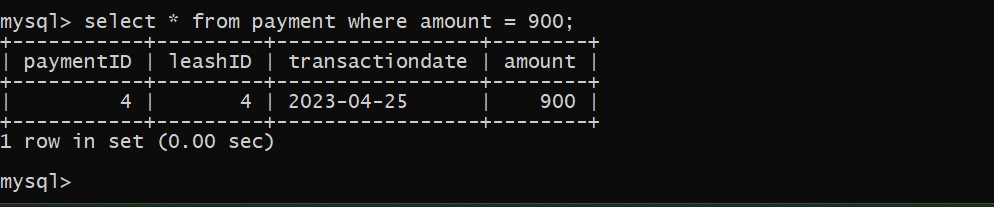 mysql> select * from payment where amount = 900;
+-----------+---------+-----------------+--------+
| paymentID | leashID | transactiondate | amount |
+-----------+---------+-----------------+--------+
|         4 |       4 | 2023-04-25      |    900 |
+-----------+---------+-----------------+--------+
1 row in set (0.00 sec)
mysql>